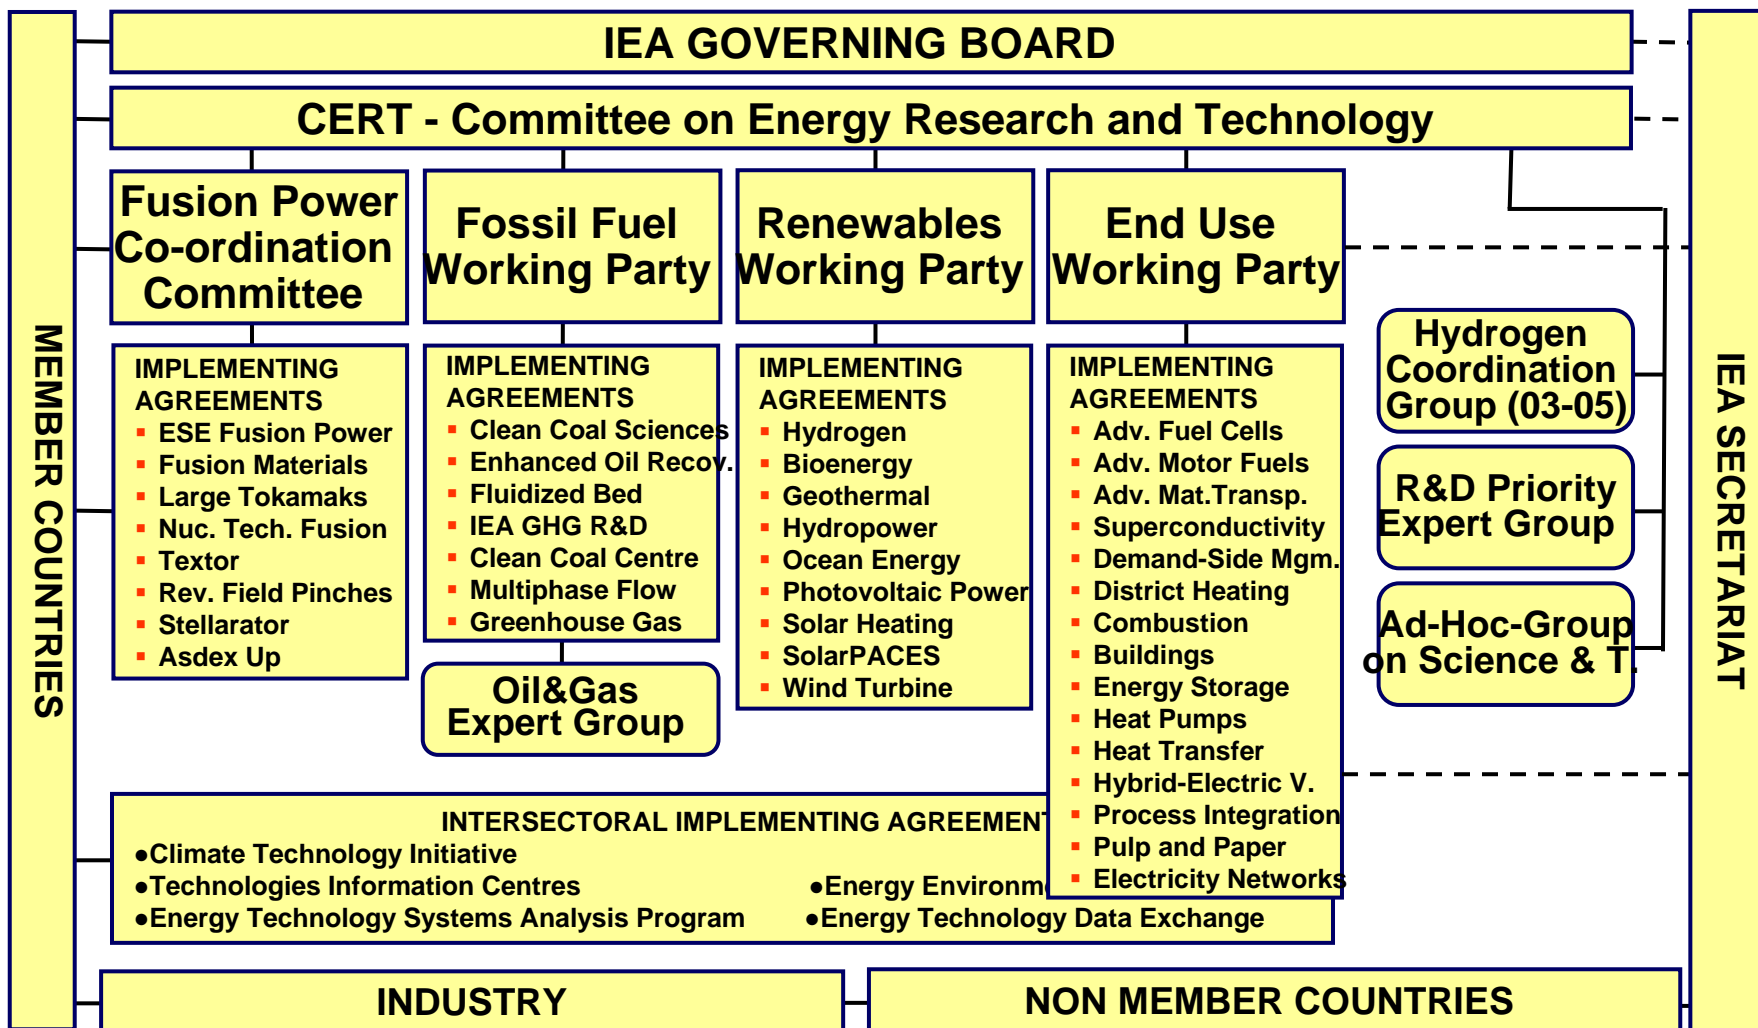 IEA GOVERNING BOARD
CERT - Committee on Energy Research and Technology
MEMBER COUNTRIES
IEA SECRETARIAT
Fusion Power
Co-ordination
Committee
Fossil Fuel
Working Party
Renewables
Working Party
End Use
Working Party
IMPLEMENTING
AGREEMENTS
▪ ESE Fusion Power
▪ Fusion Materials
▪ Large Tokamaks
▪ Nuc. Tech. Fusion
▪ Textor
▪ Rev. Field Pinches
▪ Stellarator
▪ Asdex Up
IMPLEMENTING
AGREEMENTS
▪ Clean Coal Sciences
▪ Enhanced Oil Recov.
▪ Fluidized Bed
▪ IEA GHG R&D
▪ Clean Coal Centre
▪ Multiphase Flow
▪ Greenhouse Gas
Oil&Gas
Expert Group
IMPLEMENTING
AGREEMENTS
▪ Hydrogen
▪ Bioenergy
▪ Geothermal
▪ Hydropower
▪ Ocean Energy
▪ Photovoltaic Power
▪ Solar Heating
▪ SolarPACES
▪ Wind Turbine
IMPLEMENTING
AGREEMENTS
▪ Adv. Fuel Cells
▪ Adv. Motor Fuels
▪ Adv. Mat.Transp.
▪ Superconductivity
▪ Demand-Side Mgm.
▪ District Heating
▪ Combustion
▪ Buildings
▪ Energy Storage
▪ Heat Pumps
▪ Heat Transfer
▪ Hybrid-Electric V.
▪ Process Integration
▪ Pulp and Paper
▪ Electricity Networks
Hydrogen
Coordination
Group (03-05)
R&D Priority
Expert Group
Ad-Hoc-Group
on Science & T.
INTERSECTORAL IMPLEMENTING
●Climate Technology Initiative
●Technologies Information Centres
●Energy Technology Systems Analysis Program
●Energy
●Energy Technology Data Exchange
INDUSTRY
NON MEMBER COUNTRIES